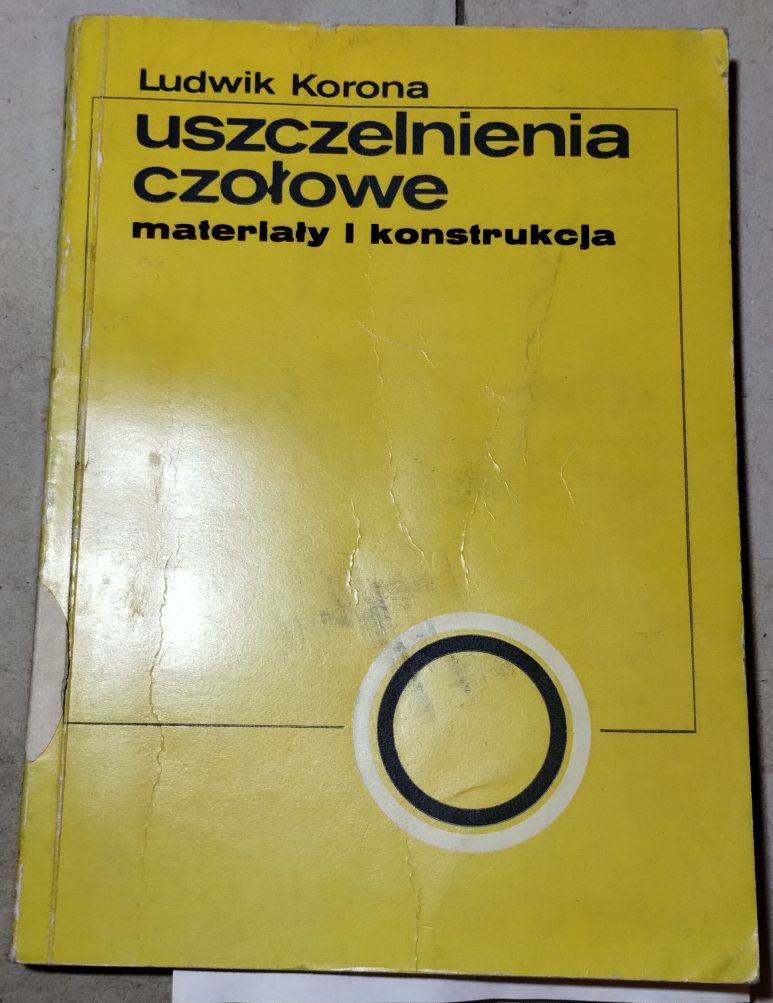 Ludwik Korona
uszczelnienia
czołowe
materiały i konstrukcja